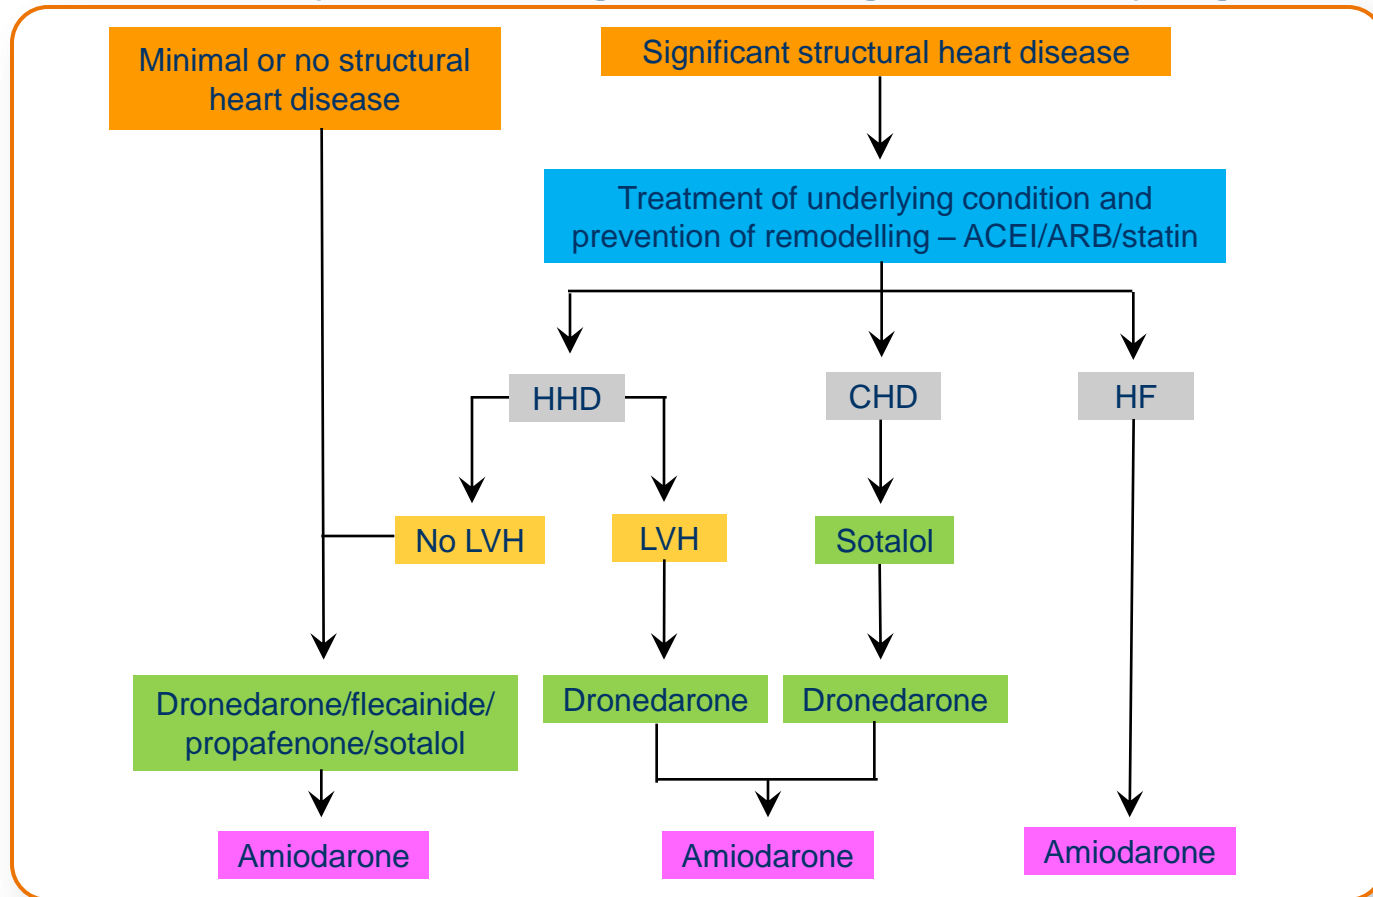 Minimal or no structural
heart disease
Significant structural heart disease
Treatment of underlying condition and
prevention of remodelling – ACEI/ARB/statin
HHD
CHD
HF
No LVH
LVH
Sotalol
Dronedarone/flecainide/
propafenone/sotalol
Dronedarone
Dronedarone
Amiodarone
Amiodarone
Amiodarone